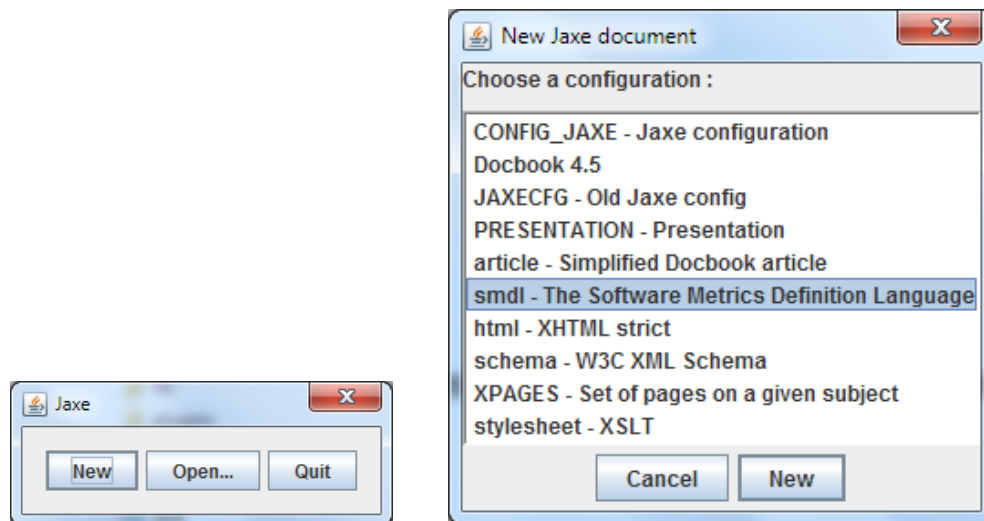 Jaxe
New
Open...
Quit
New Jaxe document
Choose a configuration :
CONFIG_JAXE - Jaxe configuration
Docbook 4.5
JAXECFG - Old Jaxe config
PRESENTATION - Presentation
article - Simplified Docbook article
smdl - The Software Metrics Definition Language
html - XHTML strict
schema - W3C XML Schema
XPAGES - Set of pages on a given subject
stylesheet - XSLT
Cancel
New